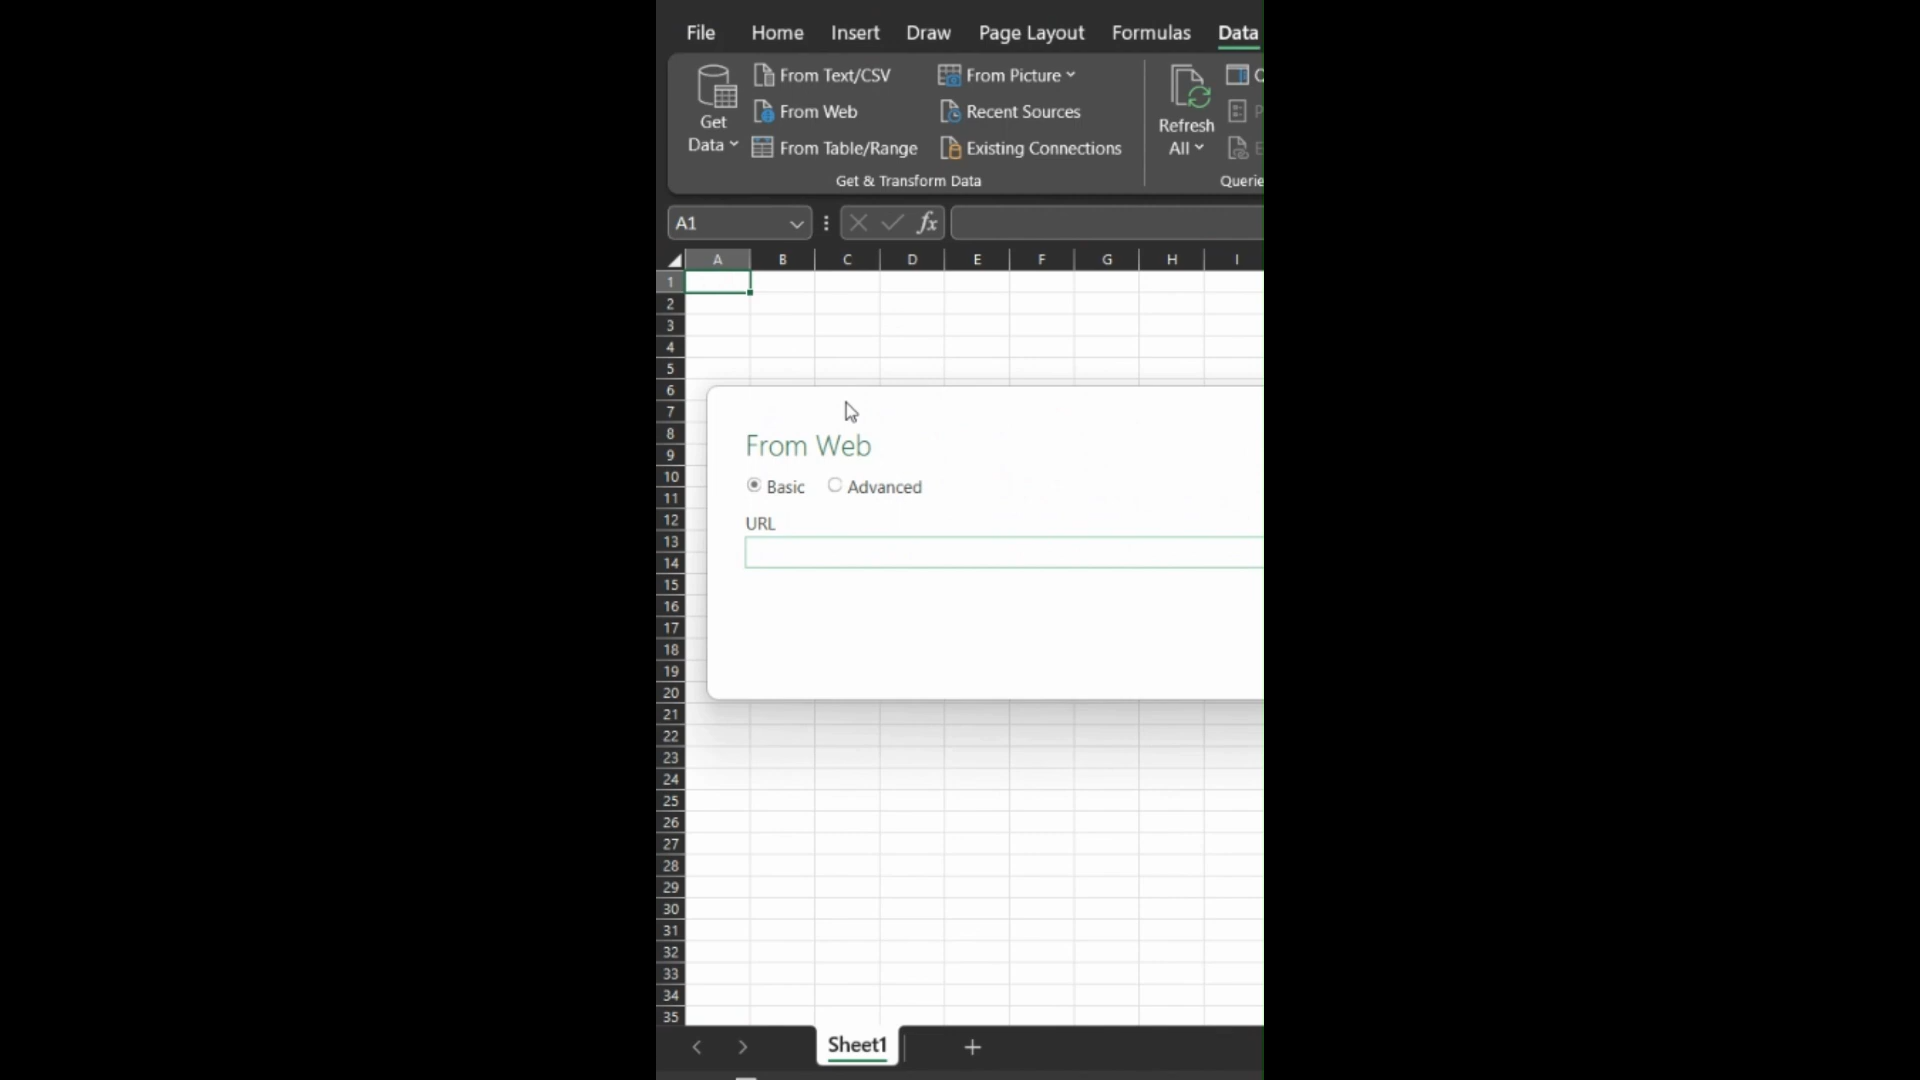 File Home Insert Draw Page Layout Formulas Data
From Text/CSV From Picture
Get Data
From Web Recent Sources
Refresh All
From Table/Range Existing Connections
Get & Transform Data
A1
fx
A B C D E F G H I
1
2
3
4
5
6
7
8
9
10
11
12
13
14
15
16
17
18
19
20
21
22
23
24
25
26
27
28
29
30
31
32
33
34
35
From Web
Basic Advanced
URL
Sheet1